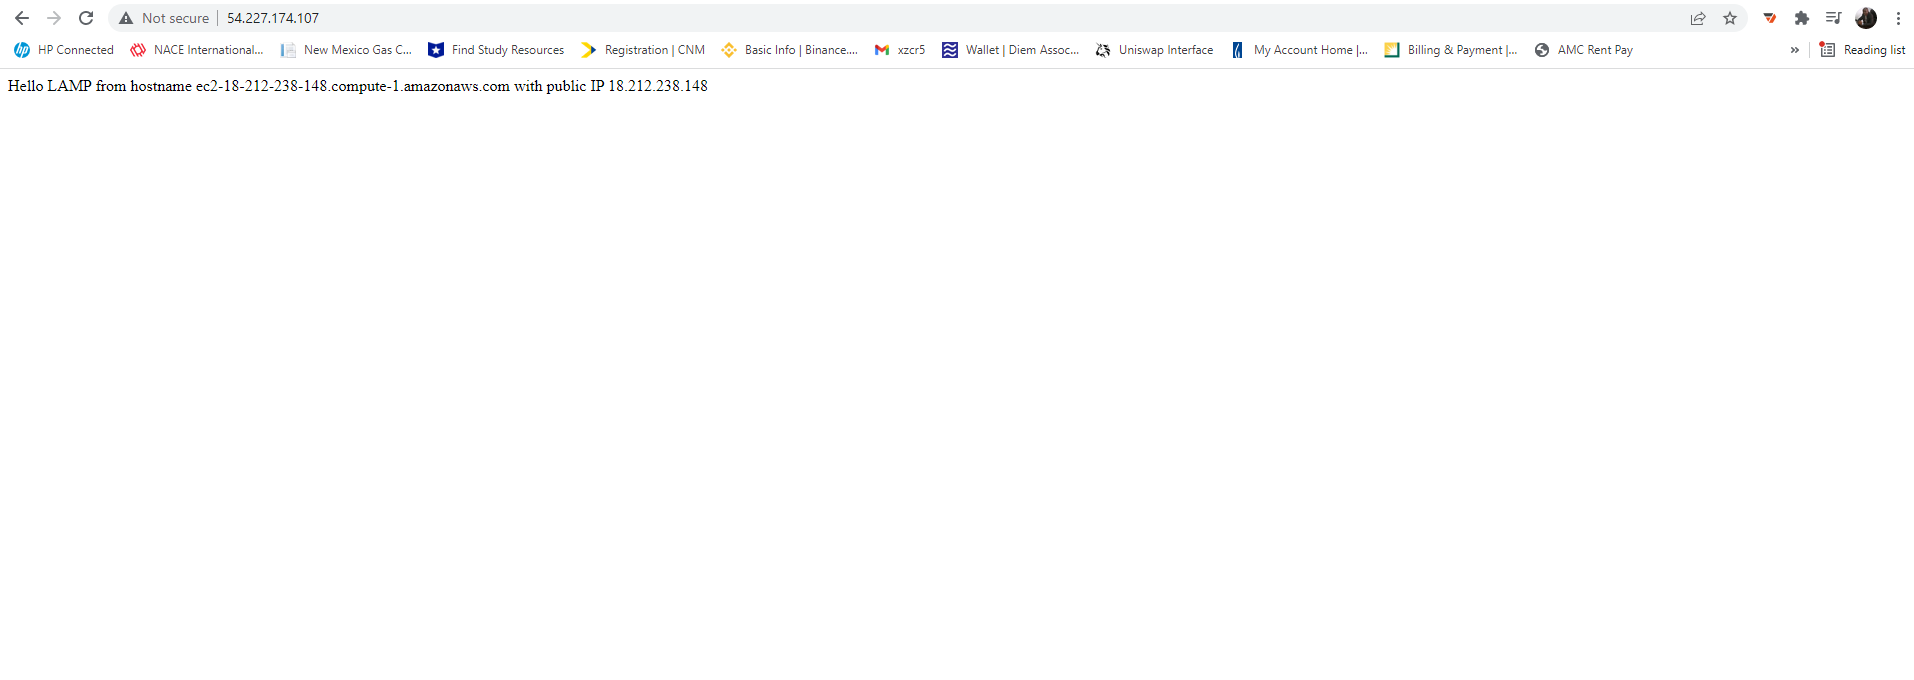 Not secure 54.227.174.107
HP Connected NACE International... New Mexico Gas C... Find Study Resources Registration | CNM Basic Info | Binance.... xzcr5 Wallet | Diem Assoc... Uniswap Interface My Account Home |... Billing & Payment |... AMC Rent Pay » Reading list
Hello LAMP from hostname ec2-18-212-238-148.compute-1.amazonaws.com with public IP 18.212.238.148